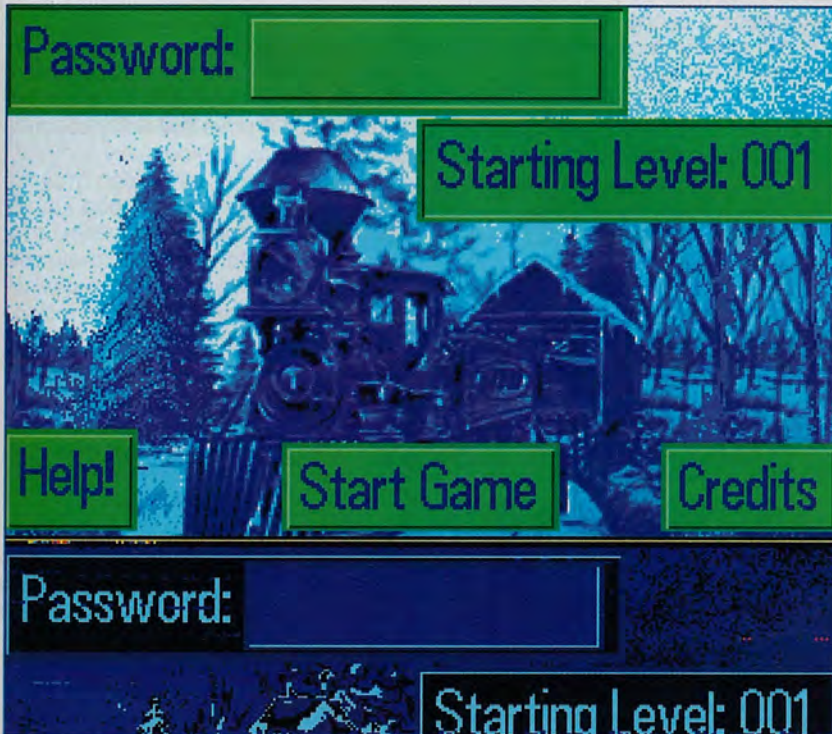 Password:
Starting Level: 001
Help!
Start Game
Credits
Password:
Starting Level: 001